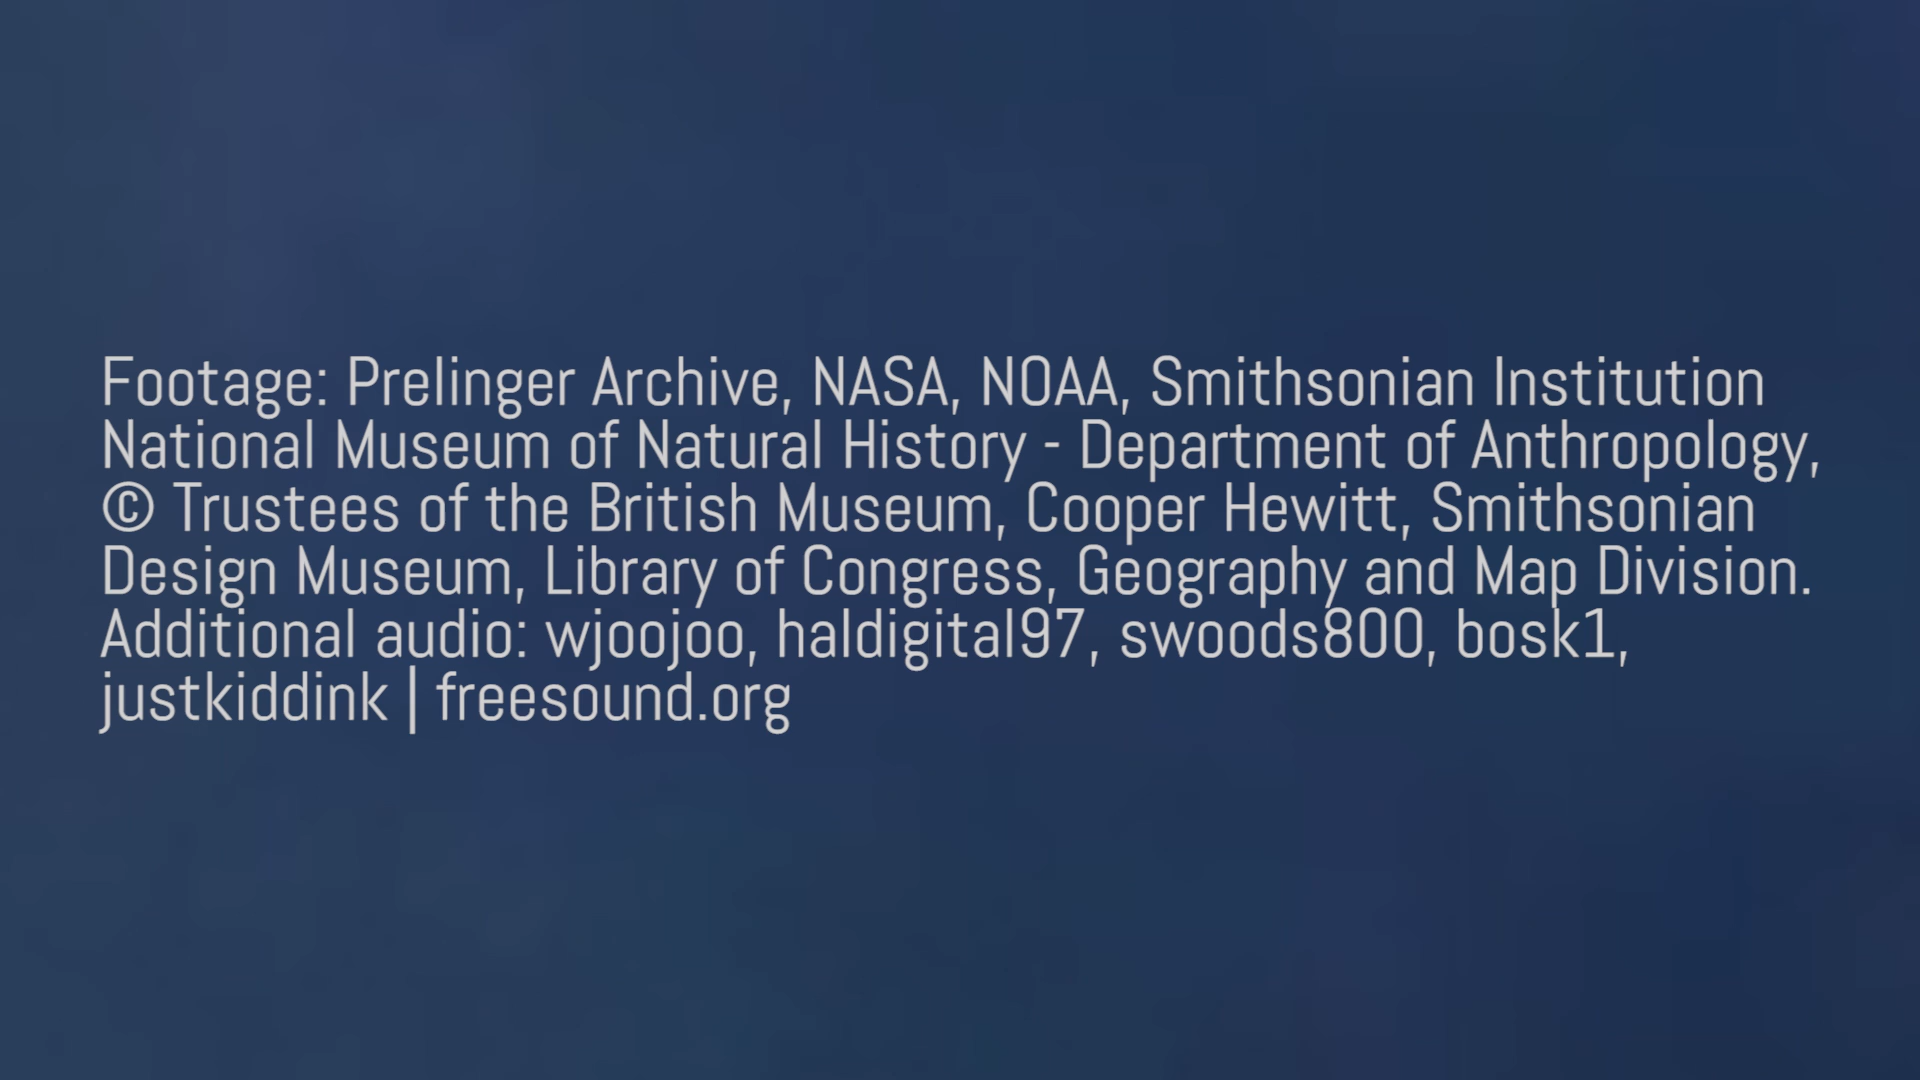 Footage: Prelinger Archive, NASA, NOAA, Smithsonian Institution
National Museum of Natural History - Department of Anthropology,
© Trustees of the British Museum, Cooper Hewitt, Smithsonian
Design Museum, Library of Congress, Geography and Map Division.
Additional audio: wjoojoo, haldigital97, swoods800, bosk1,
justkiddink | freesound.org